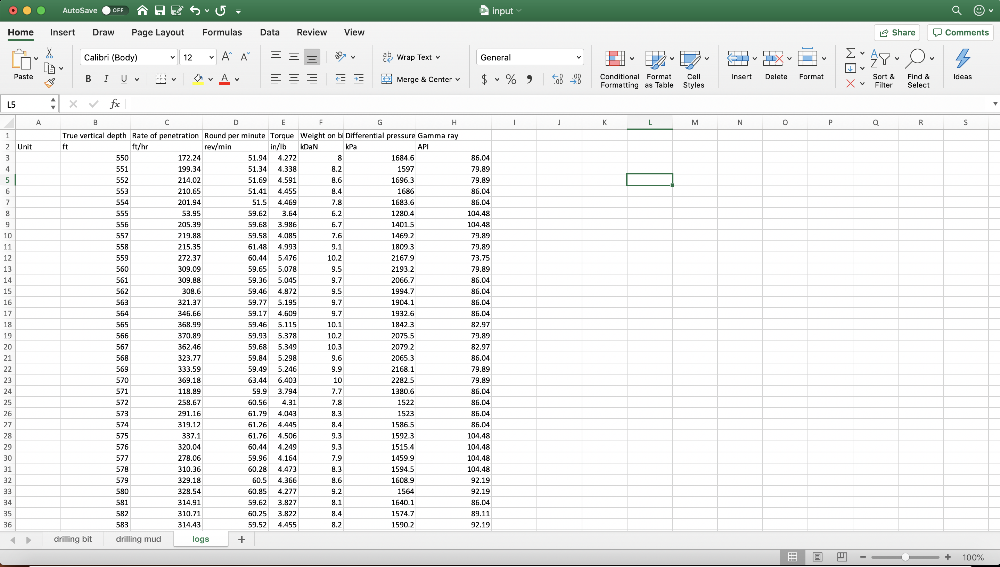 AutoSave OFF input
Home Insert Draw Page Layout Formulas Data Review View Share Comments
Calibri (Body) 12 Wrap Text General
Paste B I U Merge & Center $ % Conditional Formatting Format as Table Cell Styles Insert Delete Format Sort & Filter Find & Select Ideas
L5 fx
A B C D E F G H I J K L M N O P Q R S
1 True vertical depth Rate of penetration Round per minute Torque Weight on bi Differential pressure Gamma ray
2 Unit ft ft/hr rev/min in/lb kDaN kPa API
3 550 172.24 51.94 4.272 8 1684.6 86.04
4 551 199.34 51.34 4.338 8.2 1597 79.89
5 552 214.02 51.69 4.591 8.6 1696.3 79.89
6 553 210.65 51.41 4.455 8.4 1686 86.04
7 554 201.94 51.5 4.469 7.8 1683.6 86.04
8 555 53.95 59.62 3.64 6.2 1280.4 104.48
9 556 205.39 59.68 3.986 6.7 1401.5 104.48
10 557 219.88 59.58 4.085 7.6 1469.2 79.89
11 558 215.35 61.48 4.993 9.1 1809.3 79.89
12 559 272.37 60.44 5.476 10.2 2167.9 73.75
13 560 309.09 59.65 5.078 9.5 2193.2 79.89
14 561 309.88 59.36 5.045 9.7 2066.7 86.04
15 562 308.6 59.46 4.872 9.5 1994.7 86.04
16 563 321.37 59.77 5.195 9.7 1904.1 86.04
17 564 346.66 59.17 4.609 9.7 1932.6 86.04
18 565 368.99 59.46 5.115 10.1 1842.3 82.97
19 566 370.89 59.93 5.378 10.2 2075.5 79.89
20 567 362.46 59.68 5.349 10.3 2079.2 82.97
21 568 323.77 59.84 5.298 9.6 2065.3 86.04
22 569 333.59 59.49 5.246 9.9 2168.1 79.89
23 570 369.18 63.44 6.403 10 2282.5 79.89
24 571 118.89 59.9 3.794 7.7 1380.6 86.04
25 572 258.67 60.56 4.31 7.8 1522 86.04
26 573 291.16 61.79 4.043 8.3 1523 86.04
27 574 319.12 61.26 4.445 8.4 1586.5 86.04
28 575 337.1 61.76 4.506 9.3 1592.3 104.48
29 576 320.04 60.44 4.249 9.3 1515.4 104.48
30 577 278.06 59.96 4.164 7.9 1459.9 104.48
31 578 310.36 60.28 4.473 8.3 1594.5 104.48
32 579 329.18 60.5 4.366 8.6 1608.9 92.19
33 580 328.54 60.85 4.277 9.2 1564 92.19
34 581 314.91 59.62 3.827 8.1 1640.1 86.04
35 582 310.71 60.25 3.822 8.4 1574.7 89.11
36 583 314.43 59.52 4.455 8.2 1590.2 92.19
drilling bit drilling mud logs +
100%